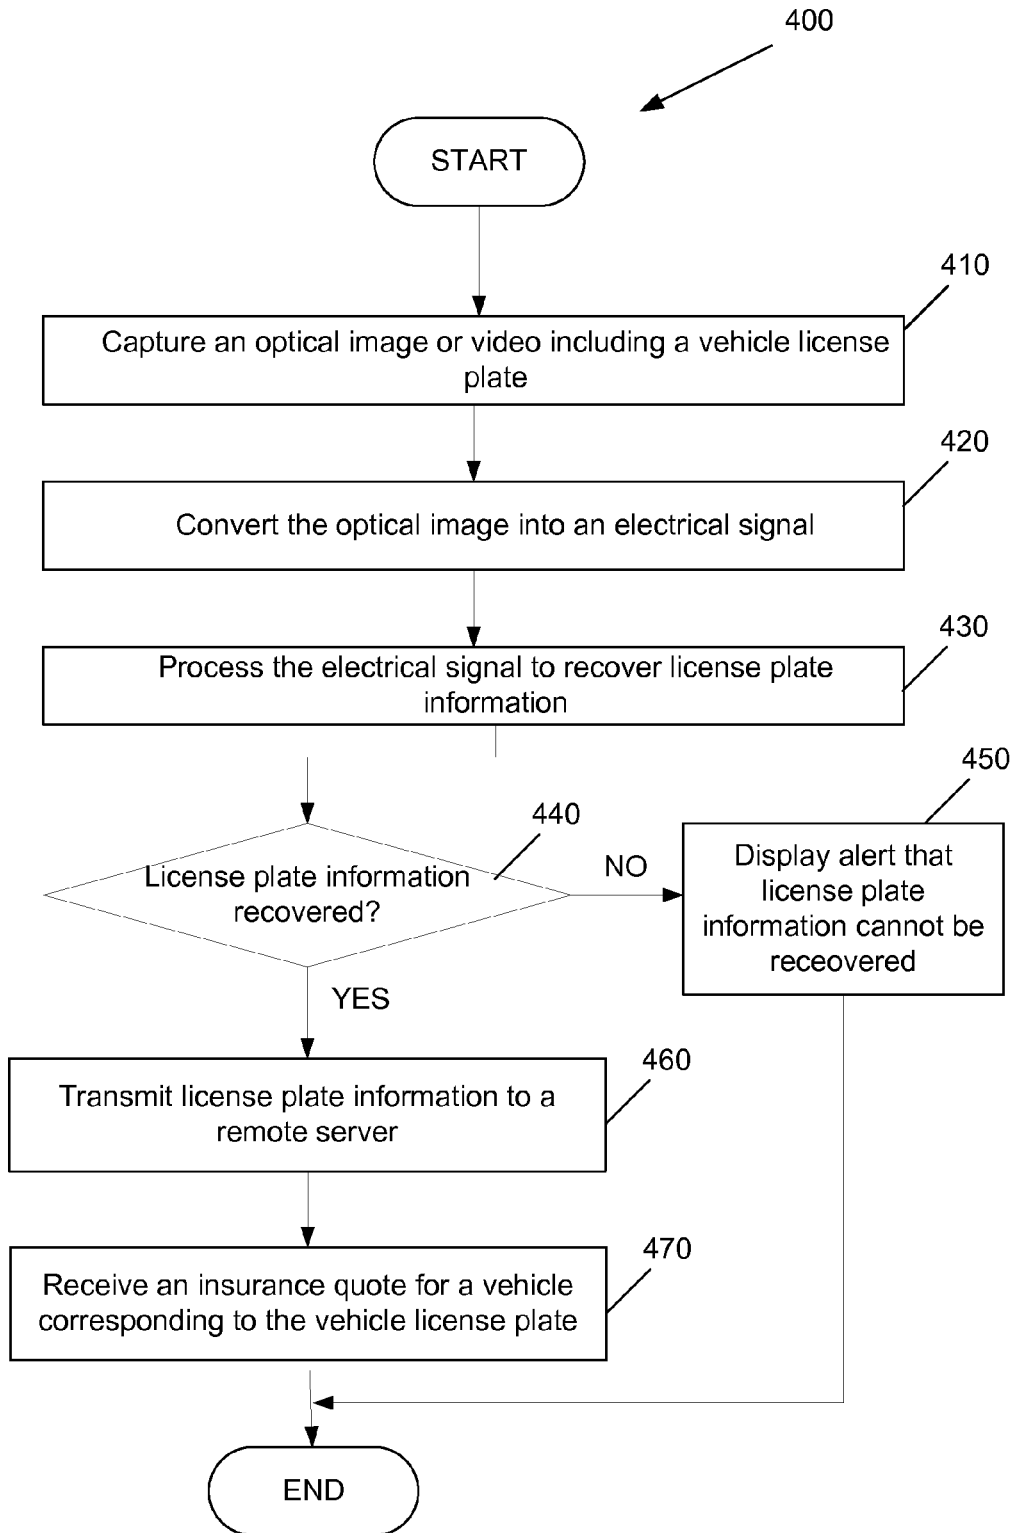 400
START
410
Capture an optical image or video including a vehicle license
plate
420
Convert the optical image into an electrical signal
430
Process the electrical signal to recover license plate
information
440
License plate information
recovered?
NO
450
Display alert that
license plate
information cannot be
receovered
YES
460
Transmit license plate information to a
remote server
470
Receive an insurance quote for a vehicle
corresponding to the vehicle license plate
END